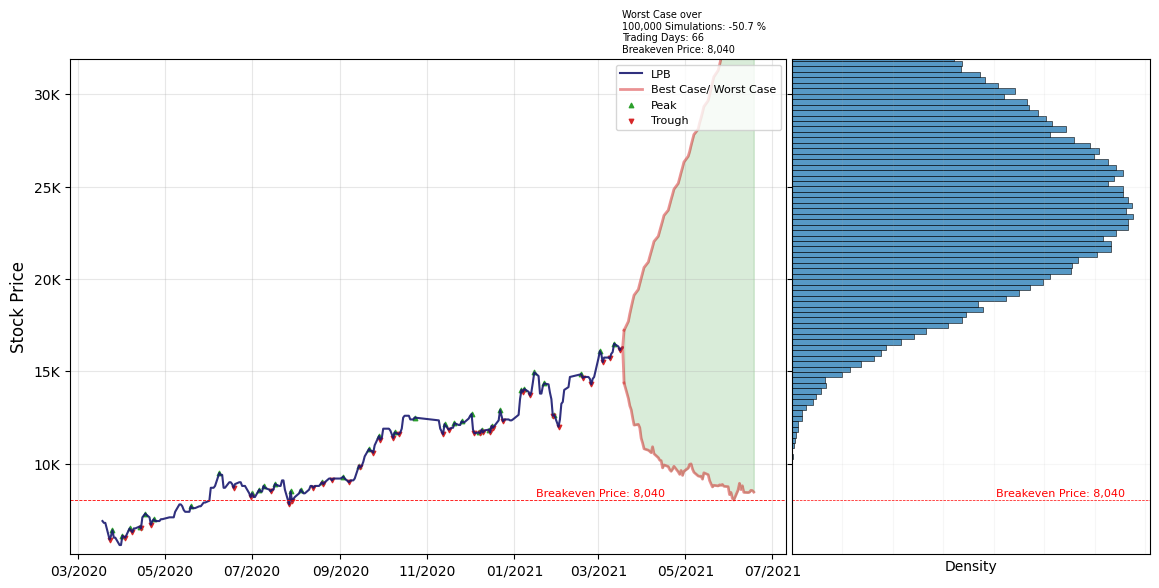 Worst Case over
100,000 Simulations: -50.7 %
Trading Days: 66
Breakeven Price: 8,040
LPB
Best Case/ Worst Case
Peak
Trough
30K
25K
20K
15K
10K
Stock Price
Breakeven Price: 8,040
Breakeven Price: 8,040
03/2020 05/2020 07/2020 09/2020 11/2020 01/2021 03/2021 05/2021 07/2021
Density